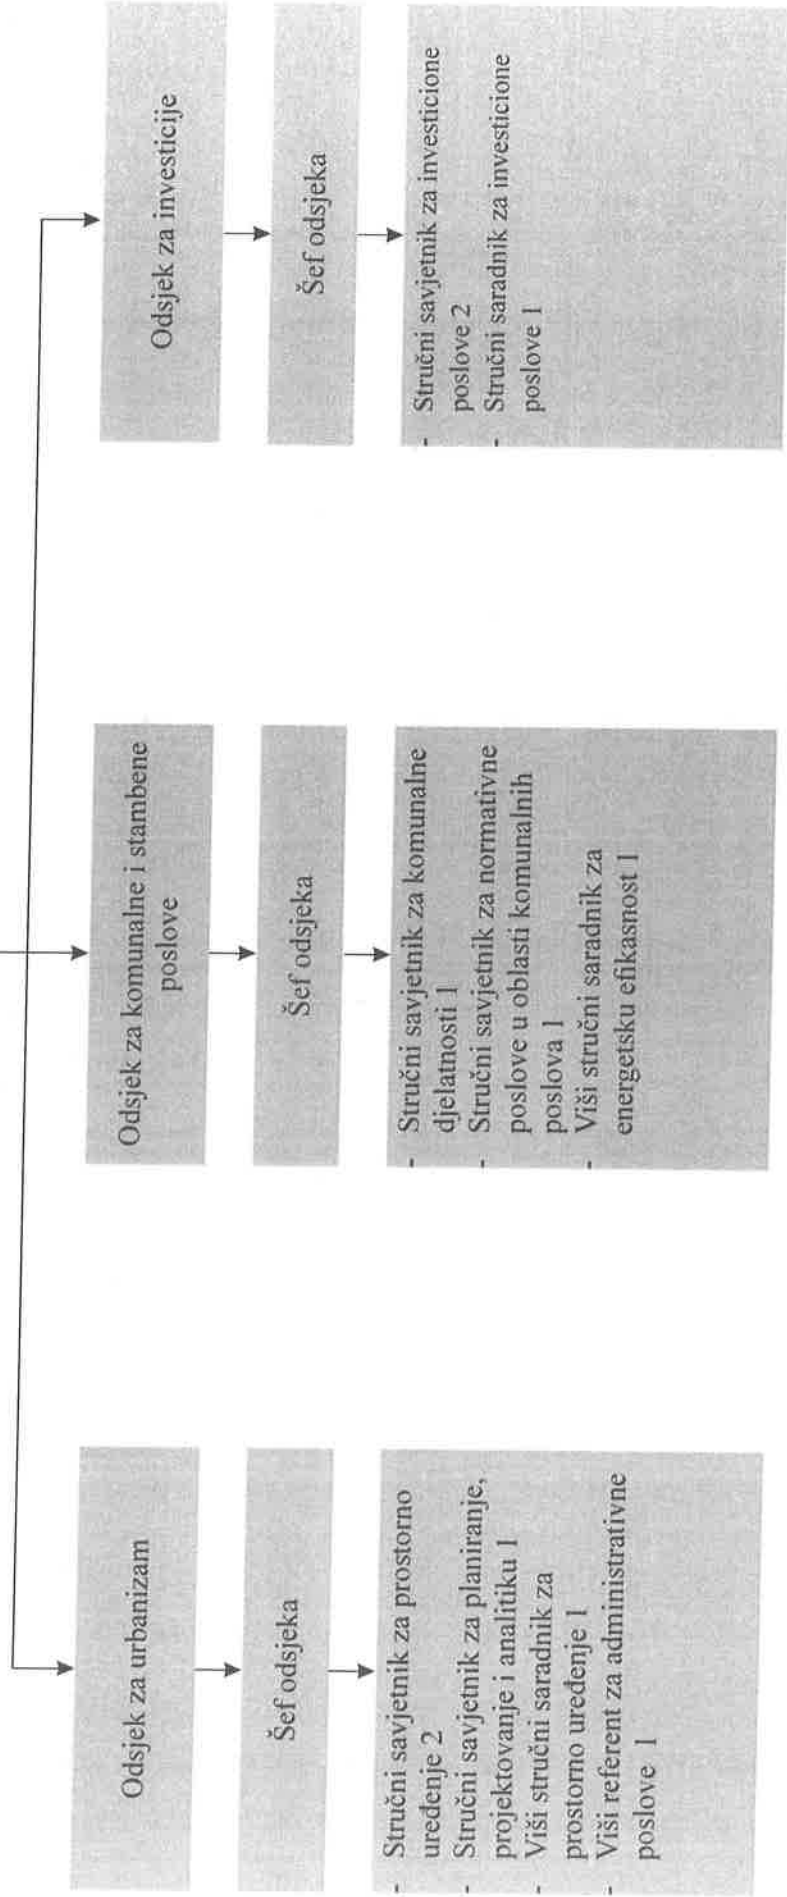 Odsjek za urbanizam
Šef odsjeka
- Stručni savjetnik za prostorno
uređenje 2
- Stručni savjetnik za planiranje,
projektovanje i analitiku 1
- Viši stručni saradnik za
prostorno uređenje 1
- Viši referent za administrativne
poslove 1
Odsjek za komunalne i stambene
poslove
Šef odsjeka
- Stručni savjetnik za komunalne
djelatnosti 1
- Stručni savjetnik za normativne
poslove u oblasti komunalnih
poslova 1
- Viši stručni saradnik za
energetsku efikasnost 1
Odsjek za investicije
Šef odsjeka
- Stručni savjetnik za investicione
poslove 2
- Stručni saradnik za investicione
poslove 1